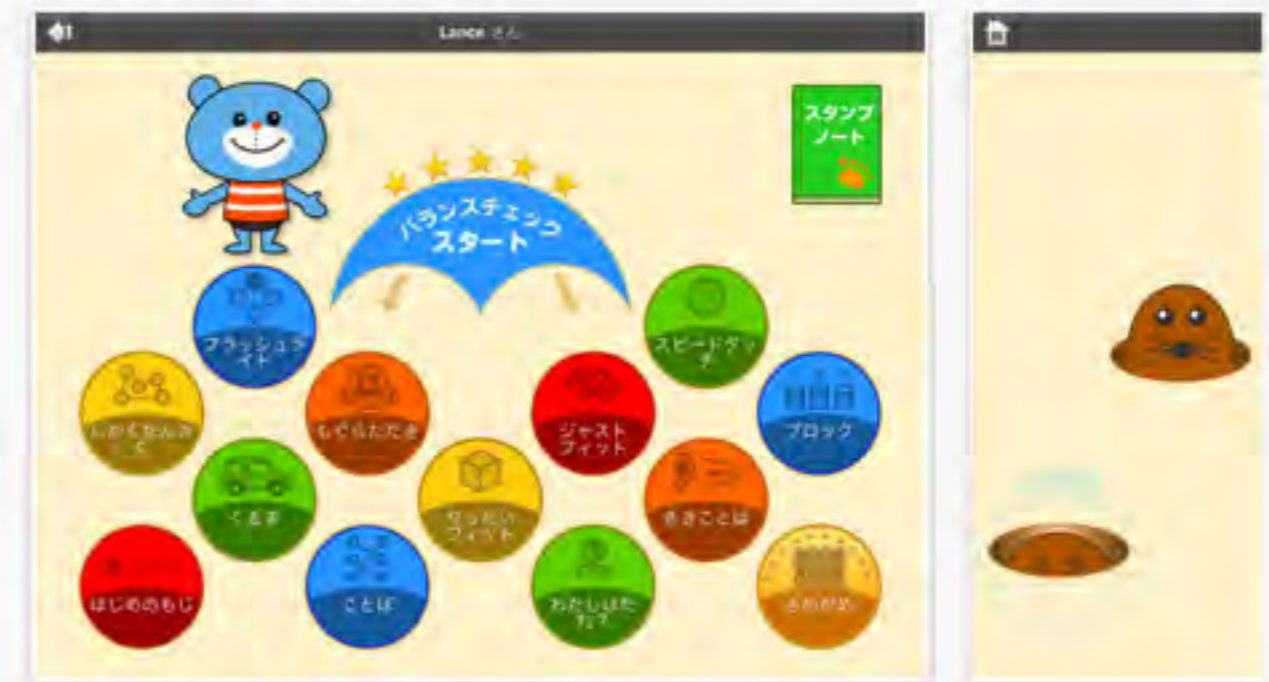 Lance さん
スタンプ
ノート
バランスチェック
スタート
フラッシュラ
イト
スピードタッ
チ
もぐらたたき
ジャスト
フィット
ブロック
くるま
りったい
フィット
ききことば
はじめのもじ
ことば
わたしはだ
れ？